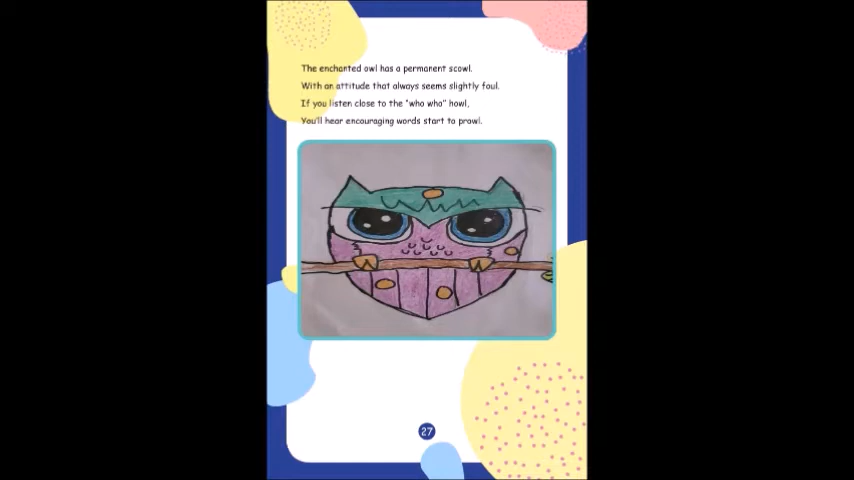 The enchanted owl has a permanent scowl.
With an attitude that always seems slightly foul.
If you listen close to the "who who" howl,
You'll hear encouraging words start to prowl.
27